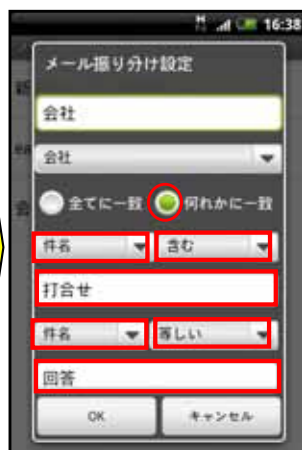 16:38
メール振り分け設定
会社
会社
全てに一致 何れかに一致
件名 含む
打合せ
件名 等しい
回答
OK キャンセル